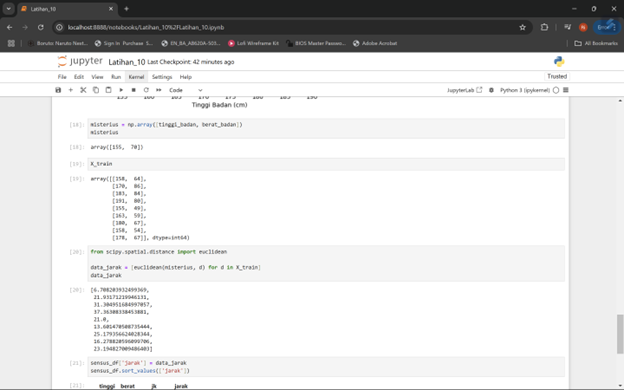 Latihan_10
localhost:8888/notebooks/Latihan_10%2FLatihan_10.ipynb
Boruto Naruto Next...
Sign In Purchase S...
EN_BA_AB620A-S03...
Lofi Wireframe Kit
BIOS Master Passwo...
Adobe Acrobat
All Bookmarks
jupyter Latihan_10 Last Checkpoint: 42 minutes ago
File Edit View Run Kernel Settings Help
Trusted
Code
JupyterLab
Python 3 (ipykernel)
155 160 165 170 175 180 185 190
Tinggi Badan (cm)
misterius = np.array([tinggi_badan, berat_badan])
misterius
array([155, 70])
[19]: X_train
[19]: array([[158, 64],
[170, 86],
[183, 84],
[191, 80],
[155, 49],
[163, 59],
[180, 67],
[158, 54],
[178, 67]], dtype=int64)
[20]: from scipy.spatial.distance import euclidean
data_jarak = [euclidean(misterius, d) for d in X_train]
data_jarak
[20]: [6.708203932499369,
21.93171219946131,
31.304951684997057,
37.36308338453881,
21.0,
13.601470508735444,
25.179356624028344,
16.278820596099706,
23.194827009486403]
[21]: sensus_df['jarak'] = data_jarak
sensus_df.sort_values(['jarak'])
[21]: tinggi berat jk jarak